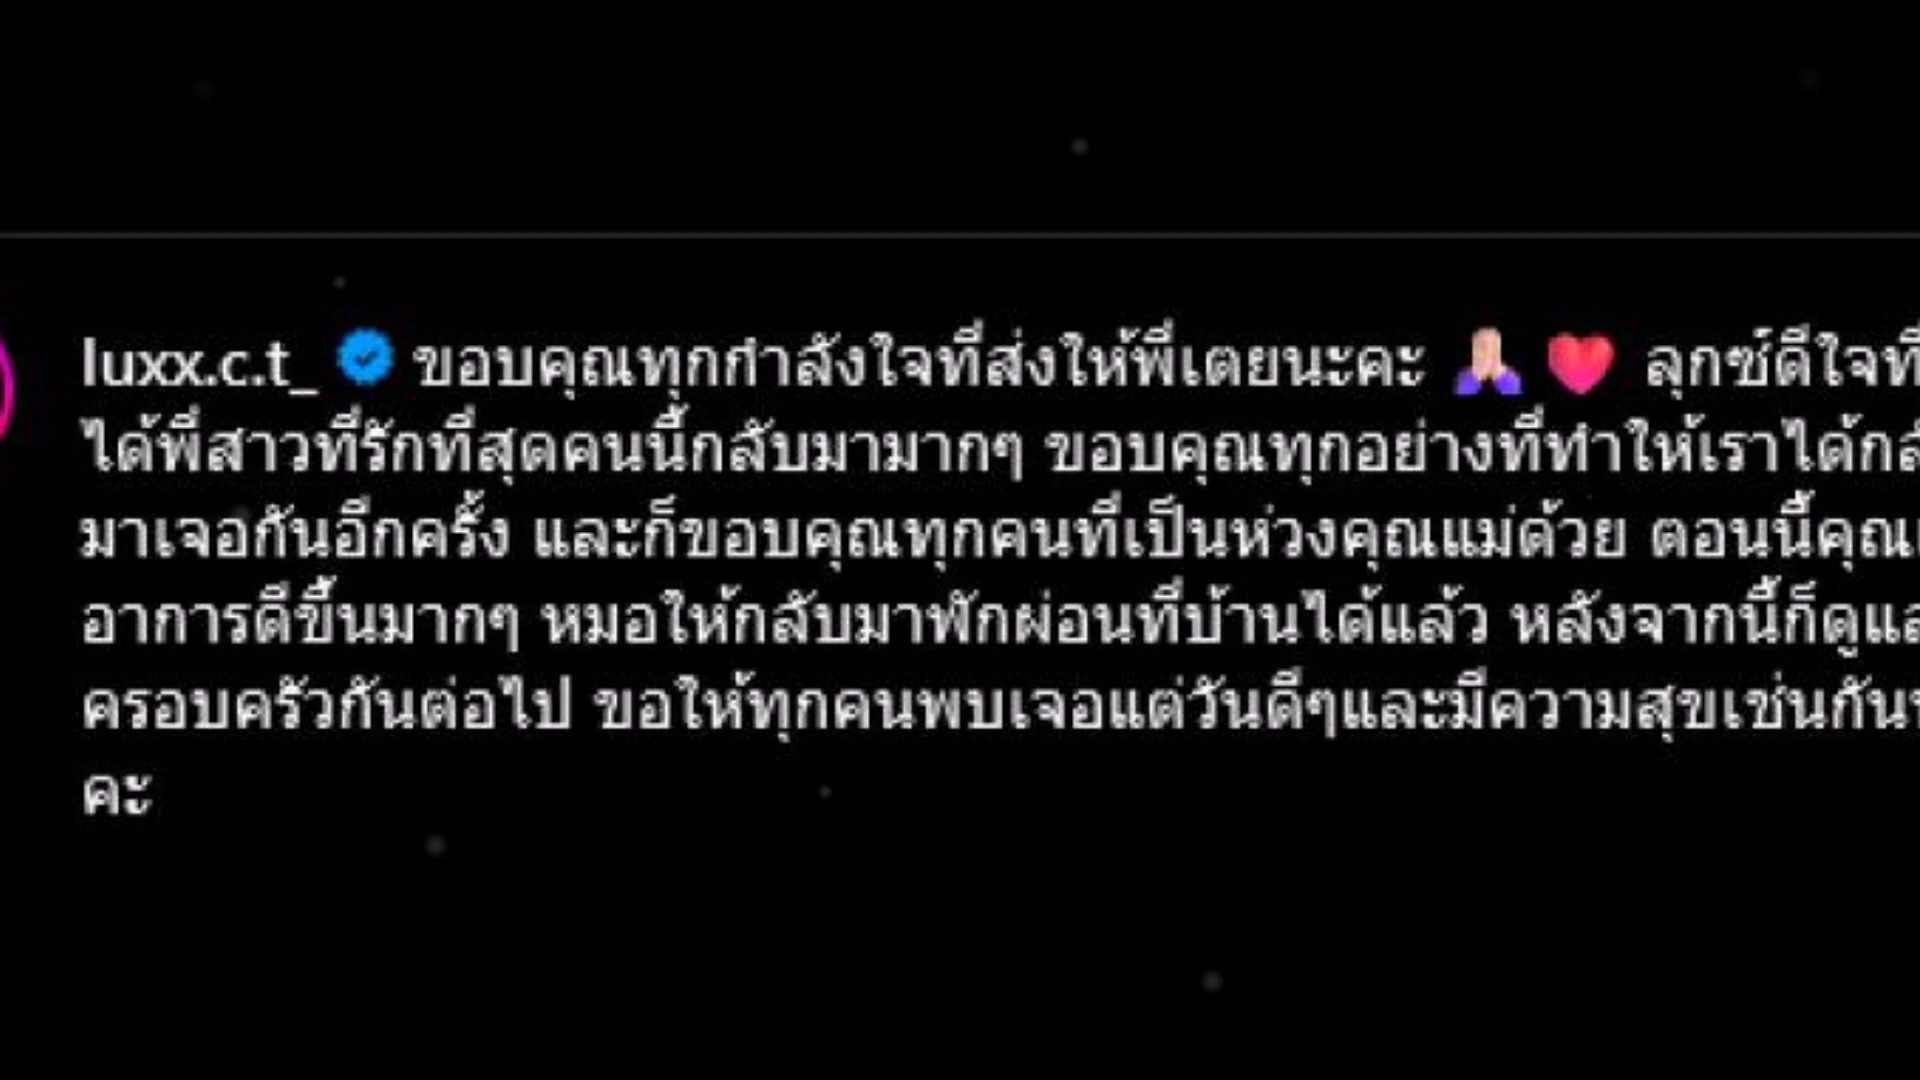 luxx.c.t_ ขอบคุณทุกกำลังใจที่ส่งให้พี่เตยนะคะ 🙏🏻❤️ ลุกซ์ดีใจที่
ได้พี่สาวที่รักที่สุดคนนี้กลับมามากๆ ขอบคุณทุกอย่างที่ทำให้เราได้
มาเจอกันอีกครั้ง และก็ขอบคุณทุกคนที่เป็นห่วงคุณแม่ด้วย ตอนนี้คุณ
อาการดีขึ้นมากๆ หมอให้กลับมาพักผ่อนที่บ้านได้แล้ว หลังจากนี้ก็
ครอบครัวกันต่อไป ขอให้ทุกคนพบเจอแต่วันดีๆและมีความสุขเช่นกัน
คะ